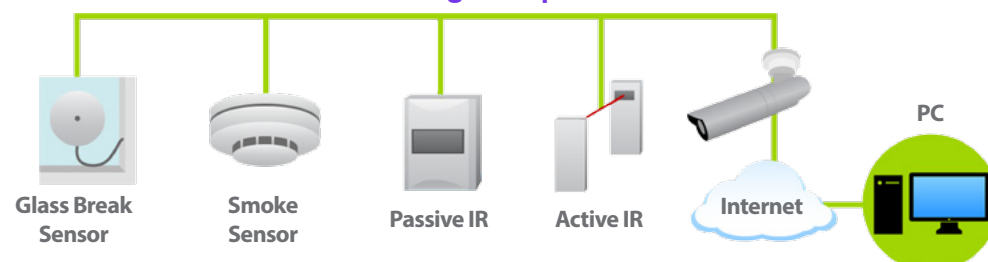 PC
Glass Break
Sensor
Smoke
Sensor
Passive IR
Active IR
Internet